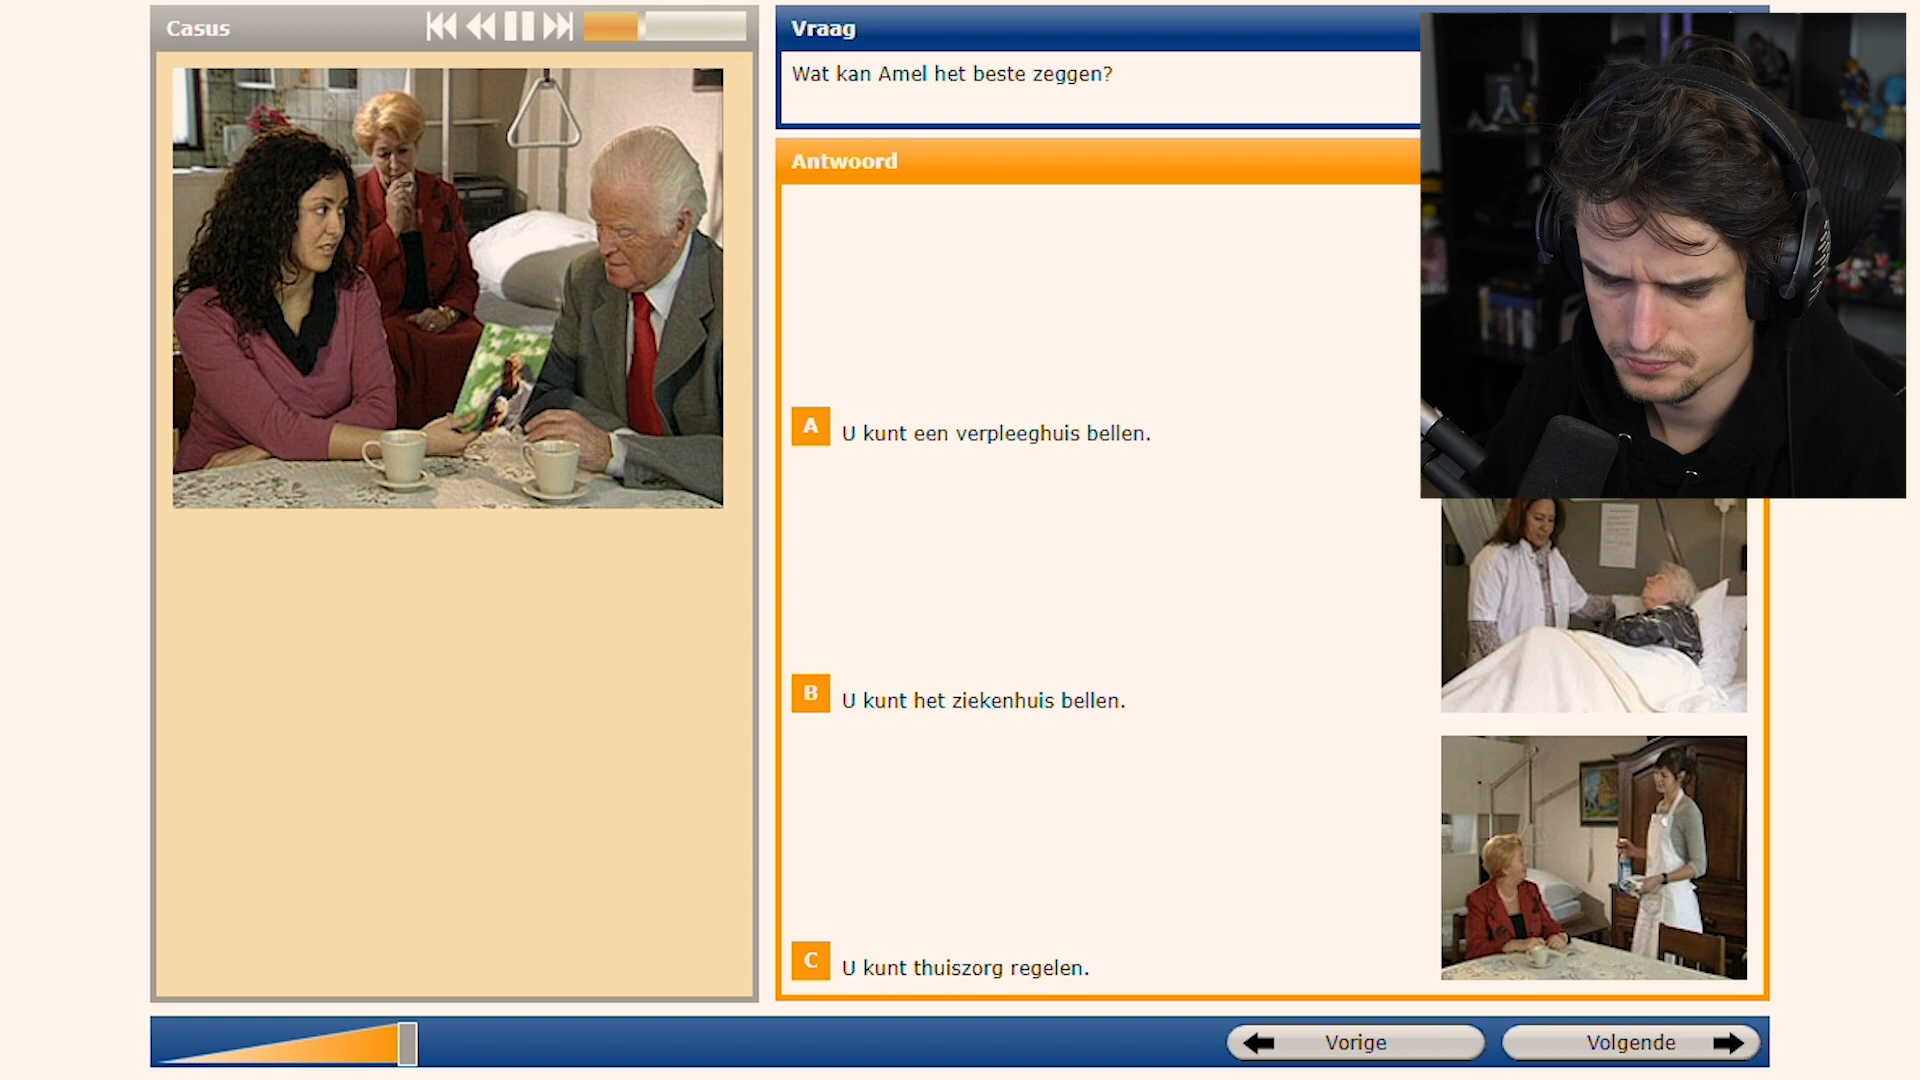 Casus
Vraag
Wat kan Amel het beste zeggen?
Antwoord
A U kunt een verpleeghuis bellen.
B U kunt het ziekenhuis bellen.
C U kunt thuiszorg regelen.
Vorige
Volgende